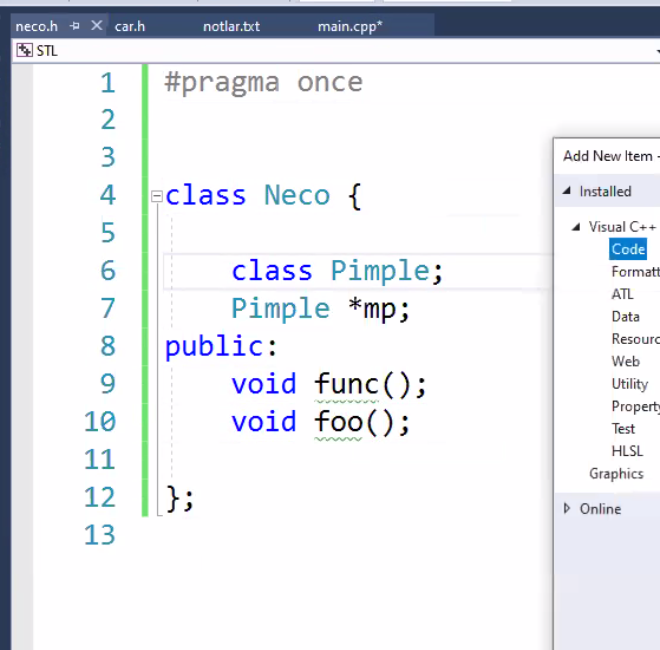 neco.h car.h notlar.txt main.cpp*
STL
1 #pragma once
2
3
4 class Neco {
5
6 class Pimple;
7 Pimple *mp;
8 public:
9 void func();
10 void foo();
11
12 };
13
Add New Item -
Installed
Visual C++
Code
Formatt
ATL
Data
Resourc
Web
Utility
Property
Test
HLSL
Graphics
Online